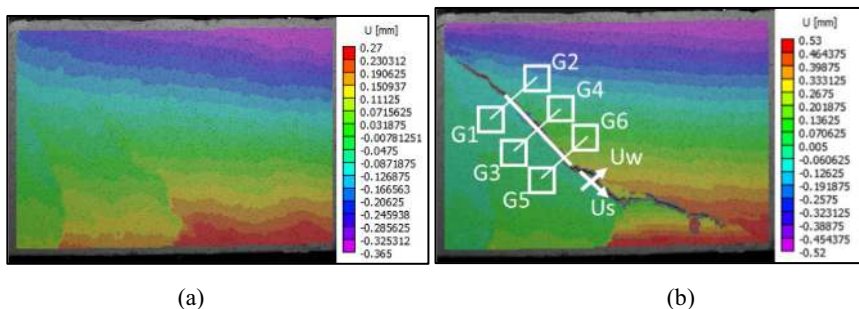 U [mm]
0.27
0.230312
0.190625
0.150937
0.11125
0.0715625
0.031875
-0.00781251
-0.0475
-0.0871875
-0.126875
-0.166563
-0.20625
-0.245938
-0.285625
-0.325312
-0.365
(a)
G2
G4
G6
G1
G3
G5
Uw
Us
U [mm]
0.53
0.464375
0.39875
0.333125
0.2675
0.201875
0.13625
0.070625
0.005
-0.060625
-0.12625
-0.191875
-0.2575
-0.323125
-0.38875
-0.454375
-0.52
(b)